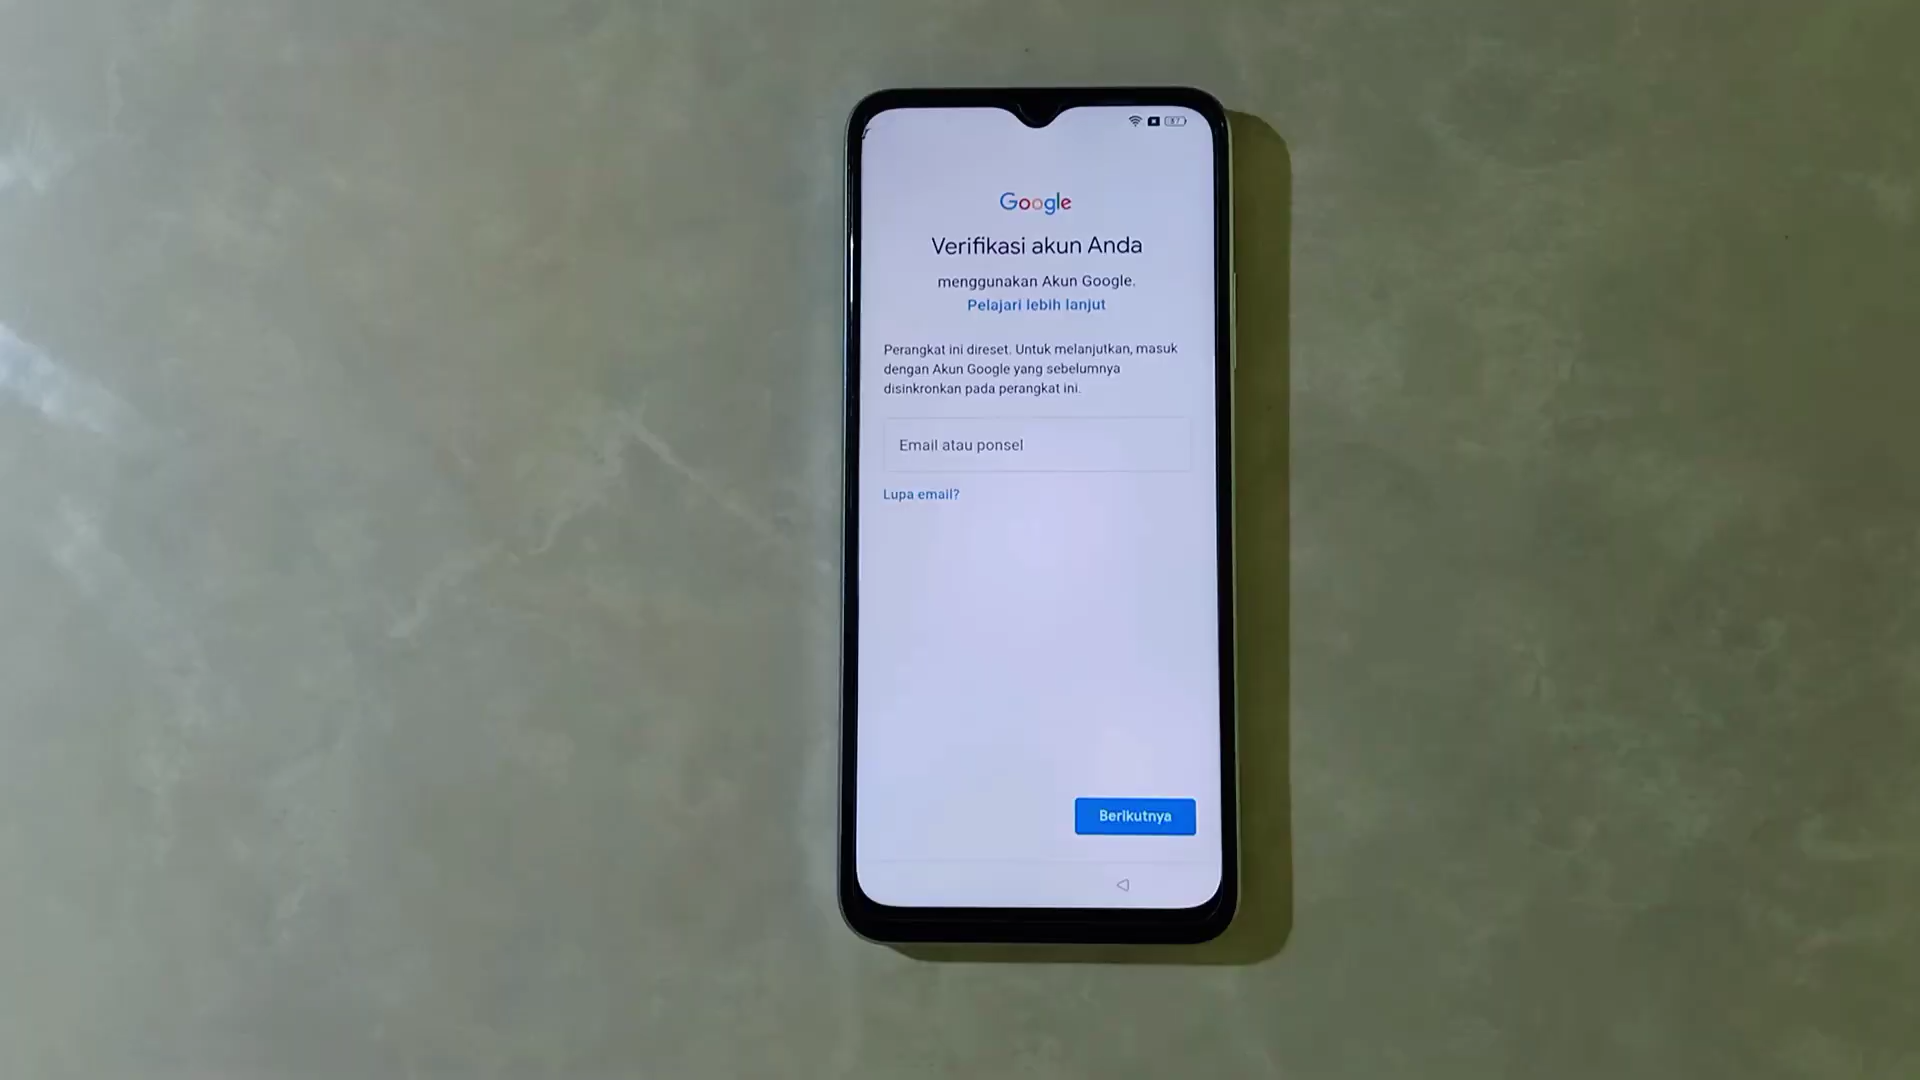 87
Google
Verifikasi akun Anda
menggunakan Akun Google.
Pelajari lebih lanjut
Perangkat ini direset. Untuk melanjutkan, masuk
dengan Akun Google yang sebelumnya
disinkronkan pada perangkat ini.
Email atau ponsel
Lupa email?
Berikutnya